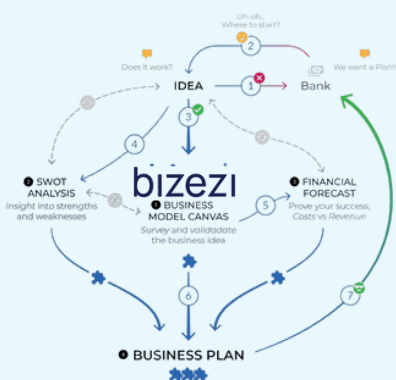 Uh-oh..
Where to start?
2
Does it work?
We want a Plan!
IDEA
1
Bank
3
4
bizezi
2 SWOT
ANALYSIS
Insight into strengths
and weaknesses
1 BUSINESS
MODEL CANVAS
Survey and validadate
the business idea
5
3 FINANCIAL
FORECAST
Prove your success,
Costs vs Revenue
6
7
4 BUSINESS PLAN